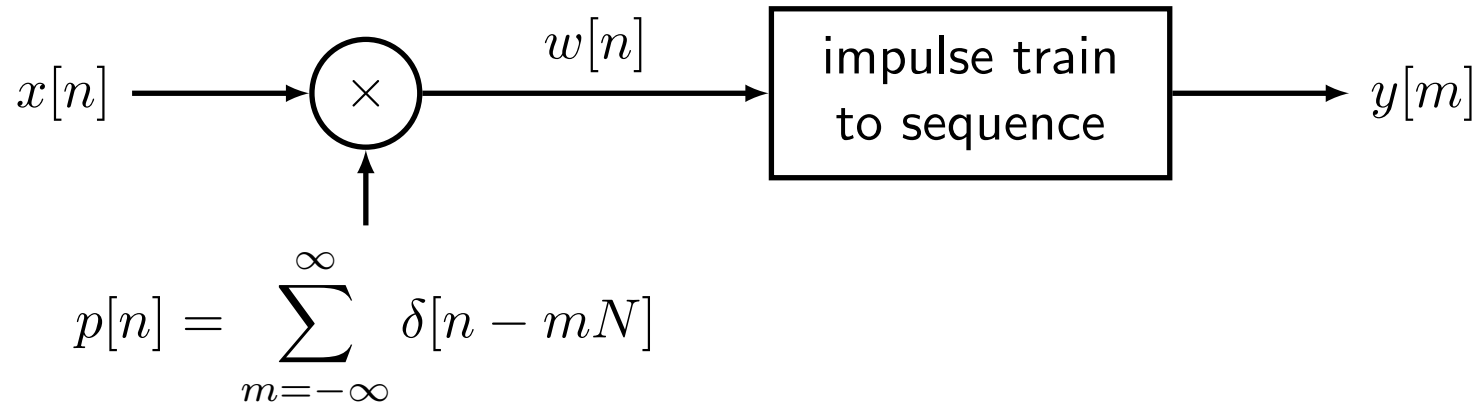 x[n]
×
w[n]
impulse train
to sequence
y[m]
p[n] = ∑_{m=−∞}^{∞} δ[n − mN]